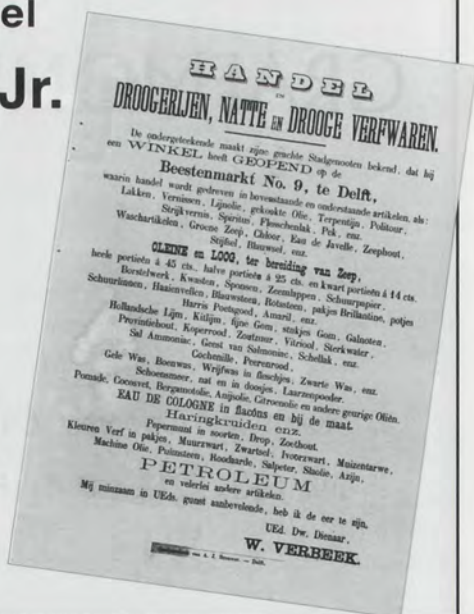 el
Jr.
HANDEL
IN
DROOGERIJEN, NATTE EN DROOGE VERFWAREN.
De ondergeteekende maakt zijne geachte Stadgenooten bekend, dat hij
een WINKEL heeft GEOPEND op de
Beestenmarkt No. 9, te Delft,
waarin handel wordt gedreven in bovenstaande en onderstaande artikelen, als:
Lakken, Vernissen, Lijnolie, gekookte Olie, Terpentijn, Politour,
Strijkvernis, Spiritus, Flesschenlak, Pek, enz.
Waschartikelen, Groene Zeep, Chloor, Eau de Javelle, Zeephout,
Stijfsel, Blauwsel, enz.
OLEINE en LOOG, ter bereiding van Zeep,
heele portieën à 45 cts., halve portieën à 25 cts. en kwart portieën à 14 cts.
Borstelwerk, Kwasten, Sponsen, Zeemlappen, Schuurpapier,
Schuurlinnen, Haaienvellen, Blauwsteen, Rotssteen, pakjes Brillantine, potjes
Harris Poetsgoed, Amaril, enz.
Hollandsche Lijm, Kitlijm, fijne Gom, stukjes Gom, Galnoten,
Provintiehout, Koperrood, Zoutzuur, Vitriool, Sterkwater,
Sal Ammoniac, Geest van Salmoniac, Schellak, enz.
Cochenille, Peerenrood,
Gele Was, Boenwas, Wrijfwas in fleschjes, Zwarte Was, enz.
Schoensmeer, nat en in doosjes, Laarzenpoeder.
Pomade, Cocosvet, Bergamotolie, Anijsolie, Citroenolie en andere geurige Oliën.
EAU DE COLOGNE in flacóns en bij de maat.
Haringkruiden enz.
Pepermunt in soorten, Drop, Zoethout.
Kleuren Verf in pakjes, Muurzwart, Zwartsel, Ivoorzwart, Muizentarwe,
Machine Olie, Puimsteen, Roodaarde, Salpeter, Slaolie, Azijn,
PETROLEUM
en velerlei andere artikelen.
Mij minzaam in UEds. gunst aanbevelende, heb ik de eer te zijn,
UEd. Dw. Dienaar,
W. VERBEEK.
van A. J. — Delft.